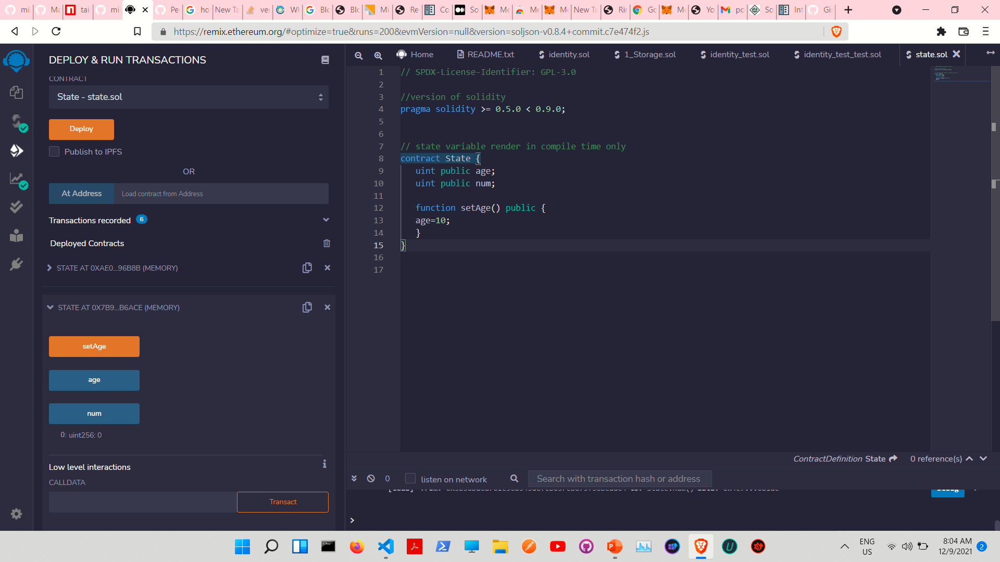 mi
Ma
tai
mi
Pe
ho
New Ta
ver
Wl
Blo
Blo
Mi
Re
Co
So
Me
Me
Me
New Ta
Rin
Go
Me
Yo
po
So
Int
Gi
https://remix.ethereum.org/#optimize=true&runs=200&evmVersion=null&version=soljson-v0.8.4+commit.c7e474f2.js
DEPLOY & RUN TRANSACTIONS
CONTRACT
State - state.sol
Deploy
Publish to IPFS
OR
At Address
Load contract from Address
Transactions recorded 6
Deployed Contracts
STATE AT 0XAE0...96B8B (MEMORY)
STATE AT 0X7B9...B6ACE (MEMORY)
setAge
age
num
0: uint256: 0
Low level interactions
CALLDATA
Transact
Home
README.txt
identity.sol
1_Storage.sol
identity_test.sol
identity_test_test.sol
state.sol
1 // SPDX-License-Identifier: GPL-3.0
2
3 //version of solidity
4 pragma solidity >= 0.5.0 < 0.9.0;
5
6
7 // state variable render in compile time only
8 contract State {
9 uint public age;
10 uint public num;
11
12 function setAge() public {
13 age=10;
14 }
15 }
16
17
ContractDefinition State 0 reference(s)
0 listen on network Search with transaction hash or address
>
ENG
US
8:04 AM
12/9/2021
2